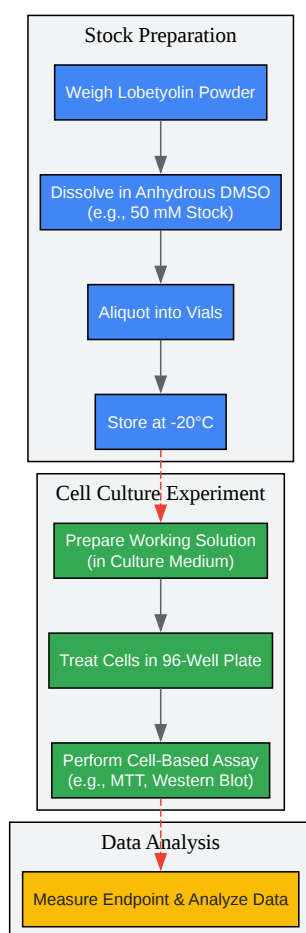 Stock Preparation
Weigh Lobetyolin Powder
Dissolve in Anhydrous DMSO
(e.g., 50 mM Stock)
Aliquot into Vials
Store at -20°C
Cell Culture Experiment
Prepare Working Solution
(in Culture Medium)
Treat Cells in 96-Well Plate
Perform Cell-Based Assay
(e.g., MTT, Western Blot)
Data Analysis
Measure Endpoint & Analyze Data